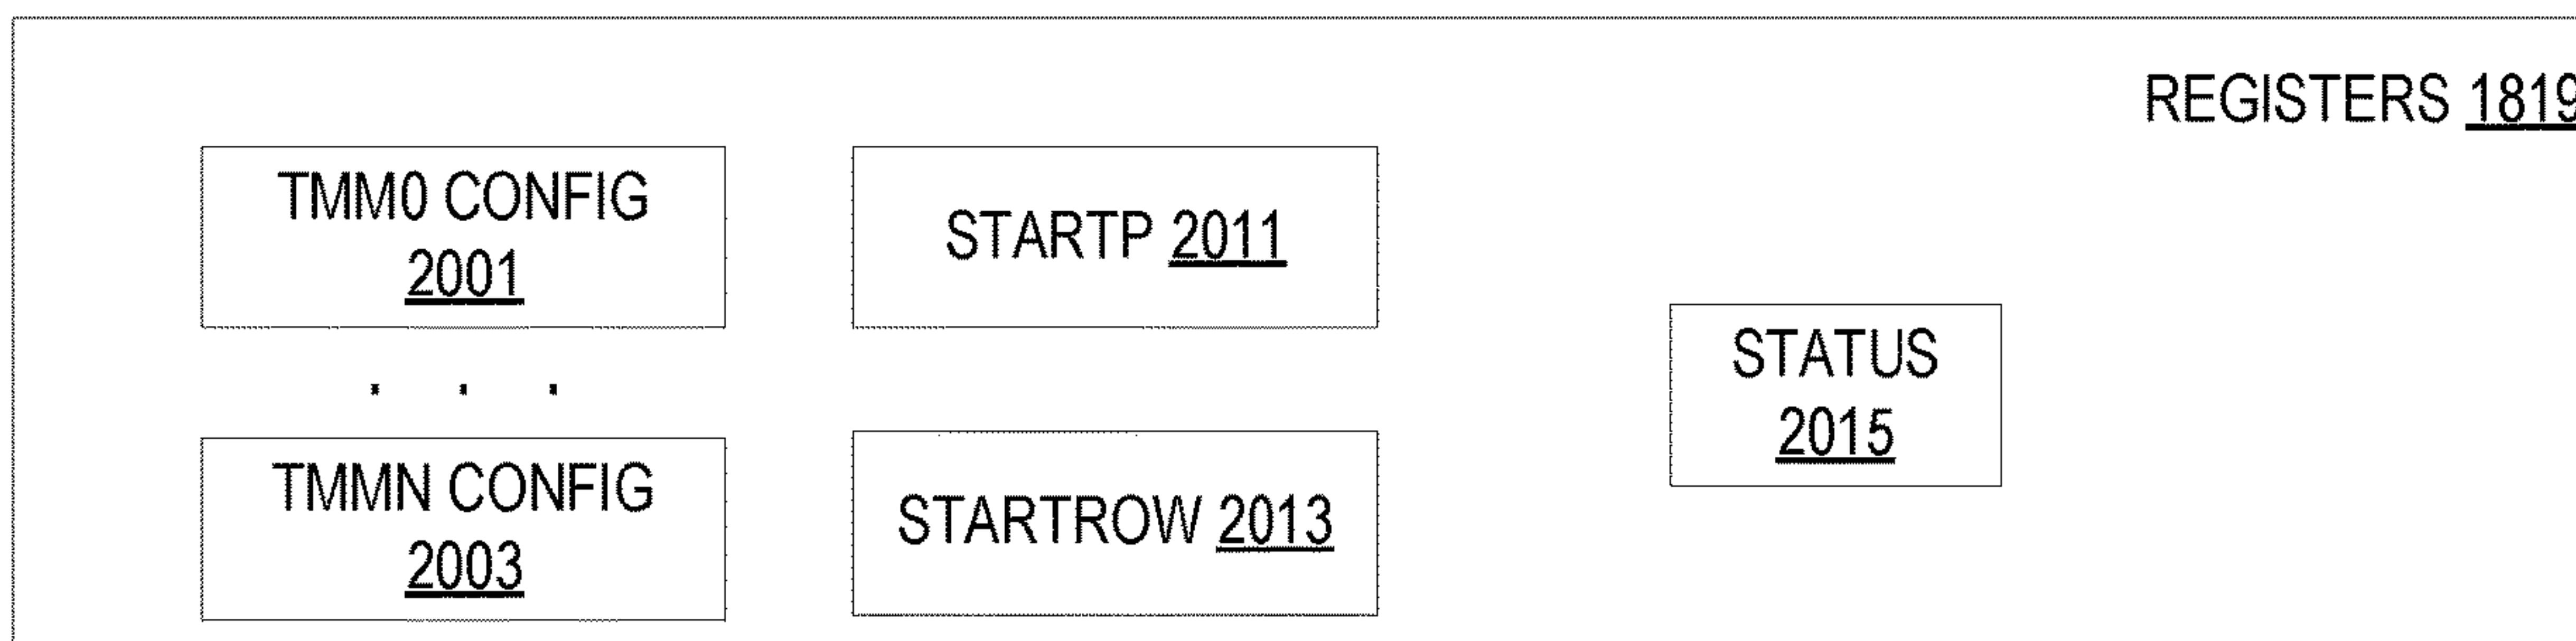 REGISTERS 1819
TMM0 CONFIG
2001
STARTP 2011
STATUS
2015
. . .
TMMN CONFIG
2003
STARTROW 2013